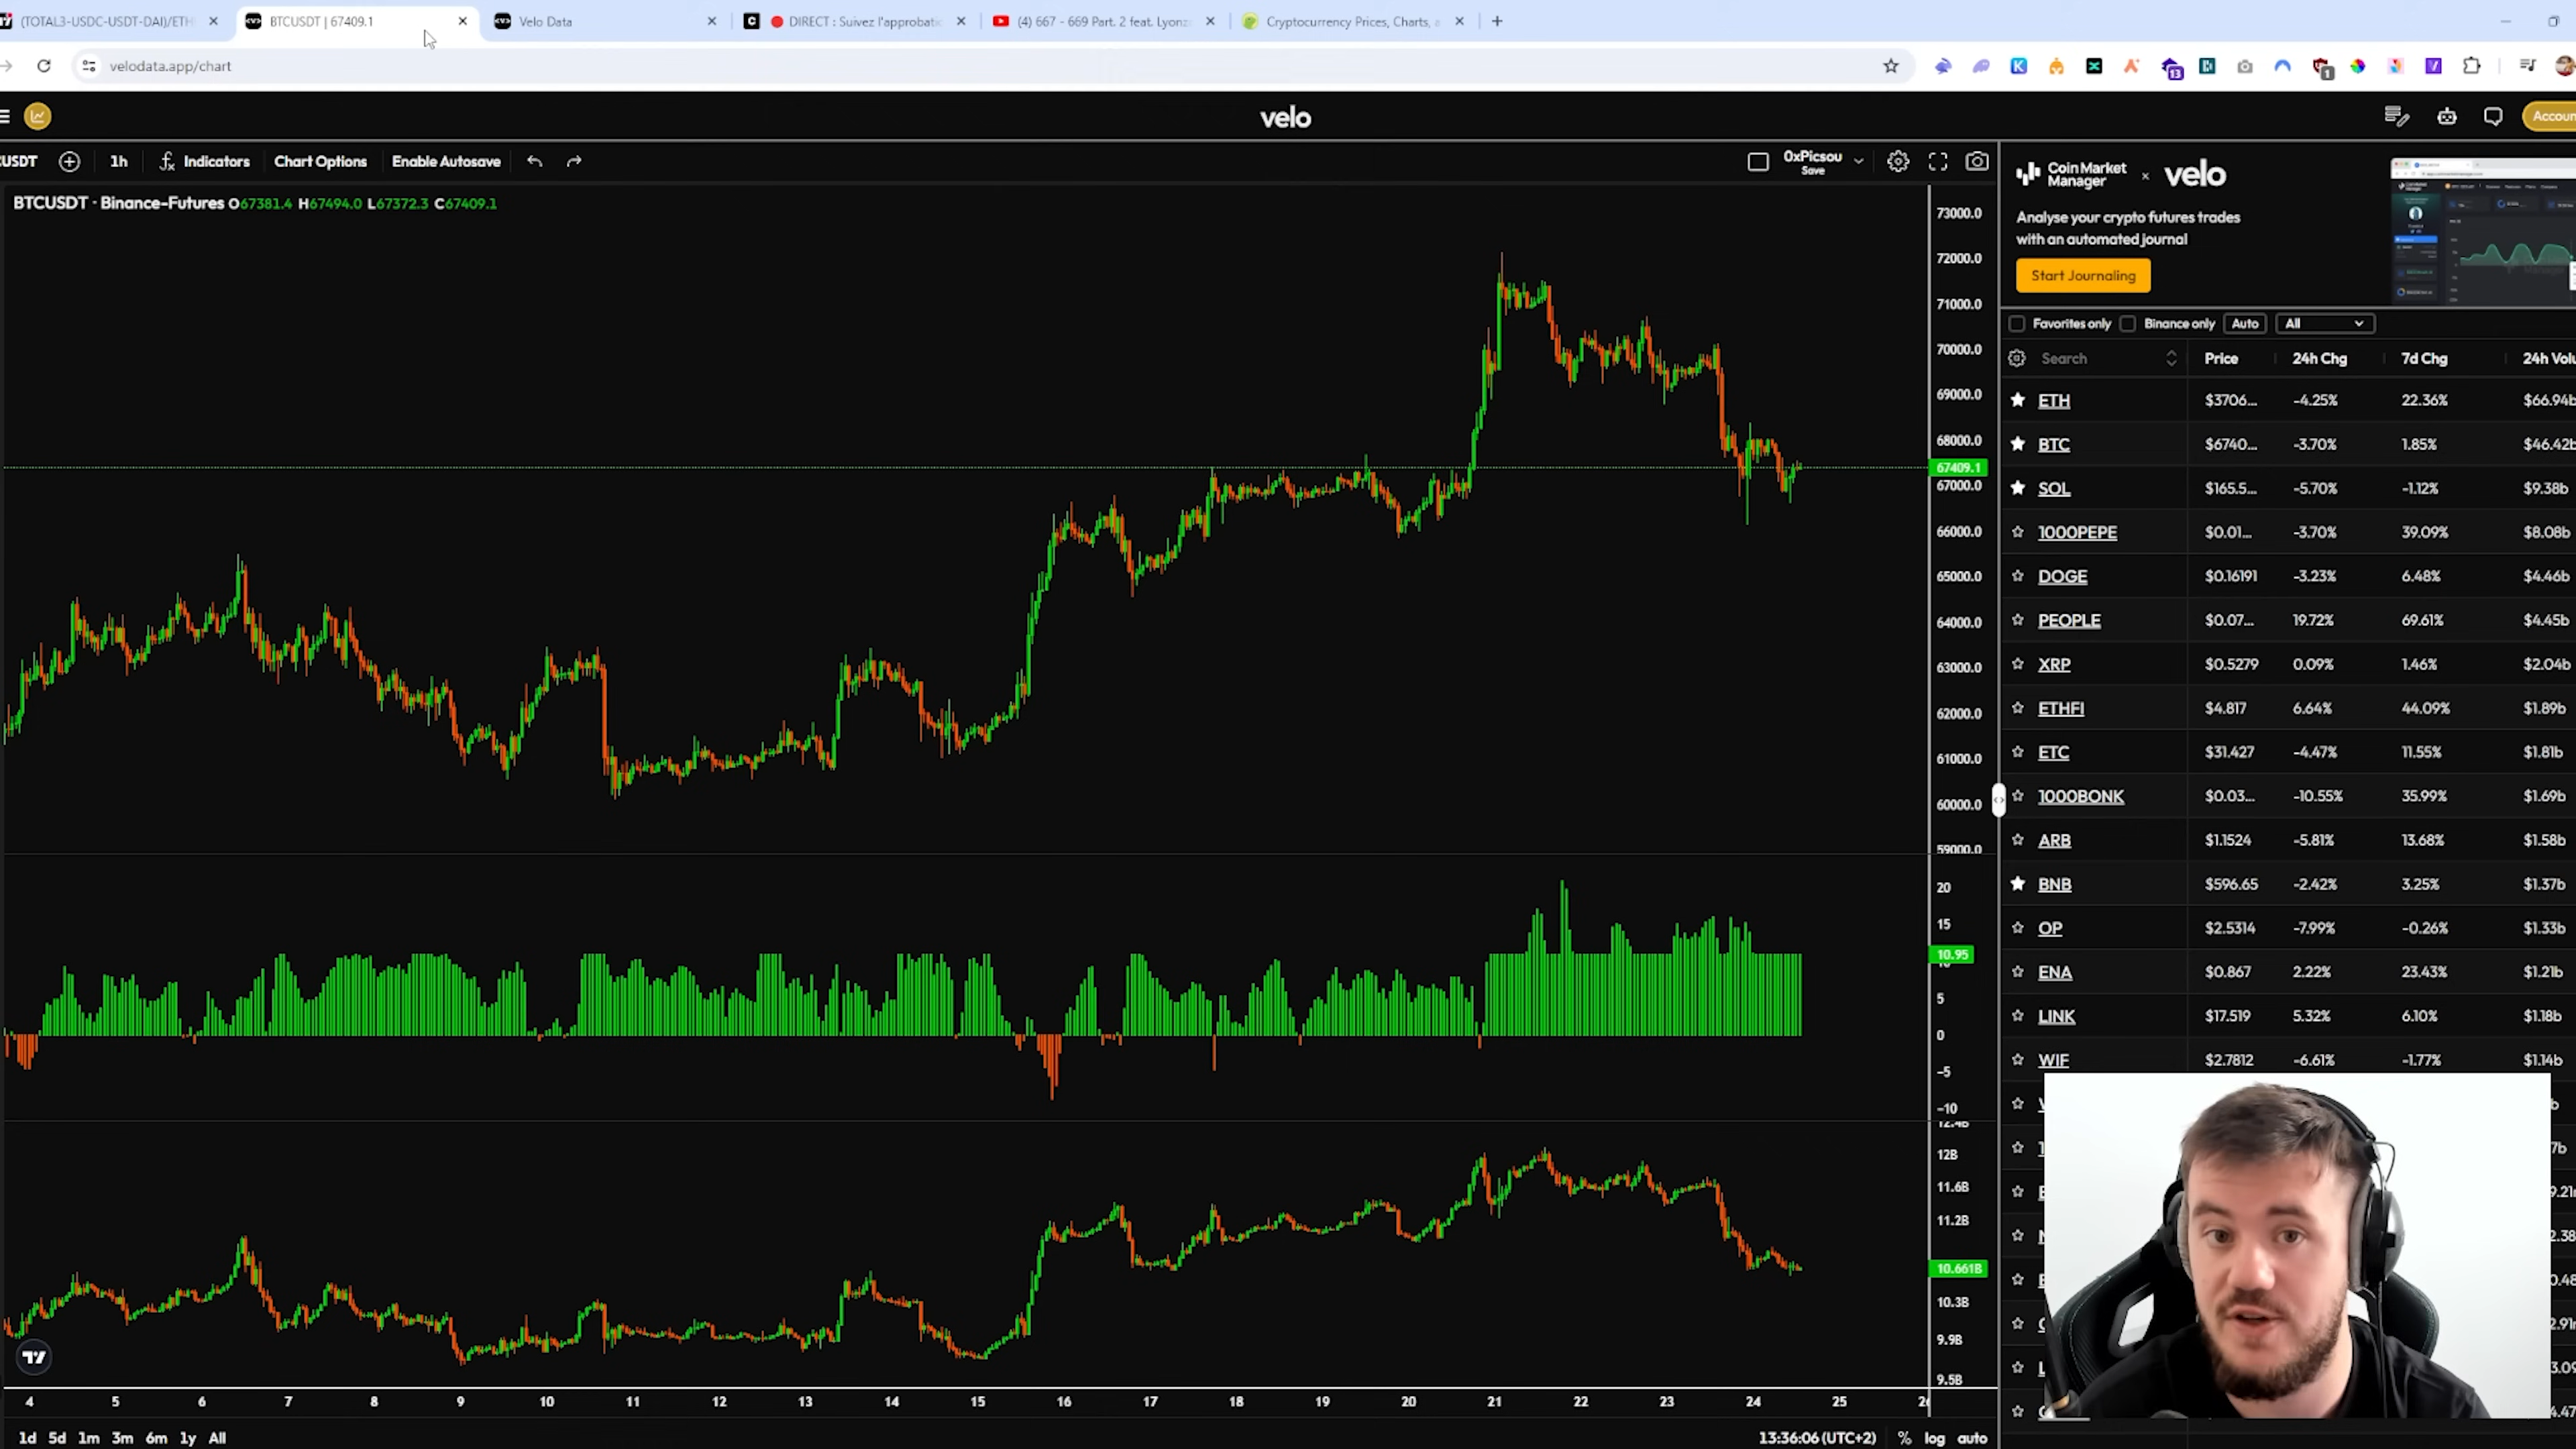 (TOTAL3-USDC-USDT-DAI)/ETH
BTCUSDT | 67409.1
Velo Data
DIRECT : Suivez l'approbatio
(4) 667 - 669 Part. 2 feat. Lyonz
Cryptocurrency Prices, Charts, a
velodata.app/chart
13
1
velo
Accoun
USDT
1h
Indicators
Chart Options
Enable Autosave
0xPicsou
Save
BTCUSDT · Binance-Futures O67381.4 H67494.0 L67372.3 C67409.1
73000.0
72000.0
71000.0
70000.0
69000.0
68000.0
67409.1
67000.0
66000.0
65000.0
64000.0
63000.0
62000.0
61000.0
60000.0
59000.0
20
15
10.95
10
5
0
-5
-10
12.4B
12B
11.6B
11.2B
10.661B
10.3B
9.9B
9.5B
4 5 6 7 8 9 10 11 12 13 14 15 16 17 18 19 20 21 22 23 24 25
1d 5d 1m 3m 6m 1y All
13:36:06 (UTC+2) % log auto
Coin Market Manager × velo
Analyse your crypto futures trades
with an automated journal
Start Journaling
Favorites only Binance only Auto All
Search Price 24h Chg 7d Chg 24h Volu
ETH $3706... -4.25% 22.36% $66.94b
BTC $6740... -3.70% 1.85% $46.42b
SOL $165.5... -5.70% -1.12% $9.38b
1000PEPE $0.01... -3.70% 39.09% $8.08b
DOGE $0.16191 -3.23% 6.48% $4.46b
PEOPLE $0.07... 19.72% 69.61% $4.45b
XRP $0.5279 0.09% 1.46% $2.04b
ETHFI $4.817 6.64% 44.09% $1.89b
ETC $31.427 -4.47% 11.55% $1.81b
1000BONK $0.03... -10.55% 35.99% $1.69b
ARB $1.1524 -5.81% 13.68% $1.58b
BNB $596.65 -2.42% 3.25% $1.37b
OP $2.5314 -7.99% -0.26% $1.33b
ENA $0.867 2.22% 23.43% $1.21b
LINK $17.519 5.32% 6.10% $1.18b
WIF $2.7812 -6.61% -1.77% $1.14b